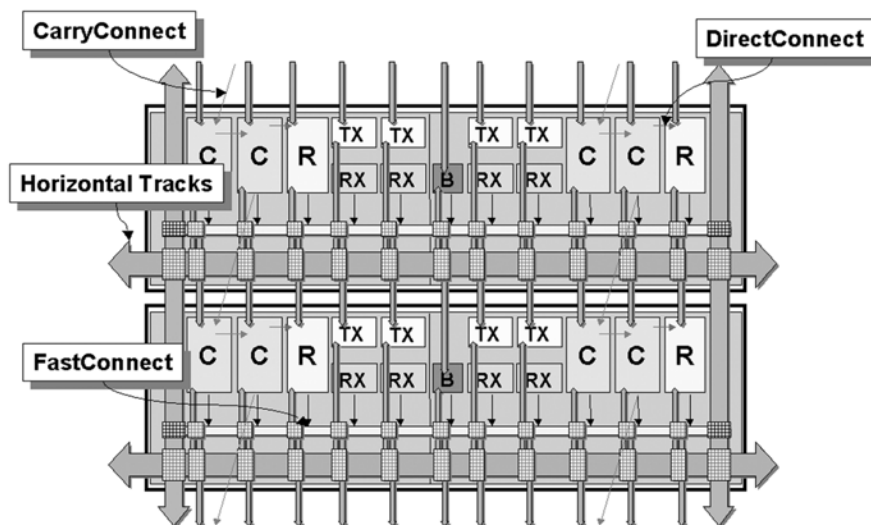 CarryConnect
DirectConnect
TX TX TX TX
C C R C C R
Horizontal Tracks
RX RX B RX RX
TX TX TX TX
C C R C C R
FastConnect
RX RX B RX RX